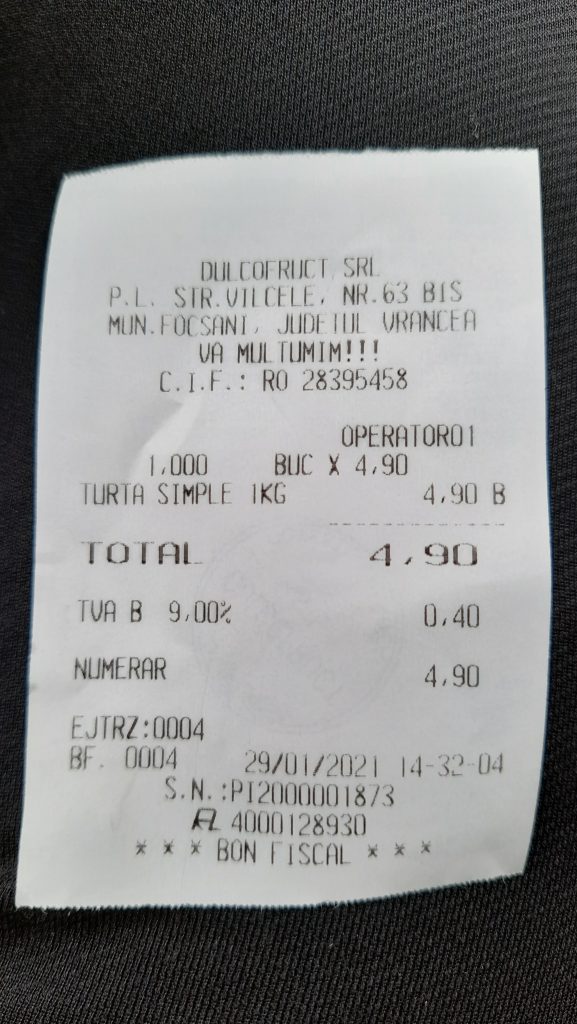 DULCOFRUCT SRL
P.L. STR.VILCELE, NR.63 BIS
MUN.FOCSANI, JUDETUL VRANCEA
VA MULTUMIM!!!
C.I.F.: RO 28395458
OPERATOR01
1,000 BUC X 4,90
TURTA SIMPLE 1KG 4,90 B
TOTAL 4,90
TVA B 9,00% 0,40
NUMERAR 4,90
EJTRZ:0004
BF. 0004 29/01/2021 14-32-04
S.N.:PI2000001873
4000128930
* * * BON FISCAL * * *